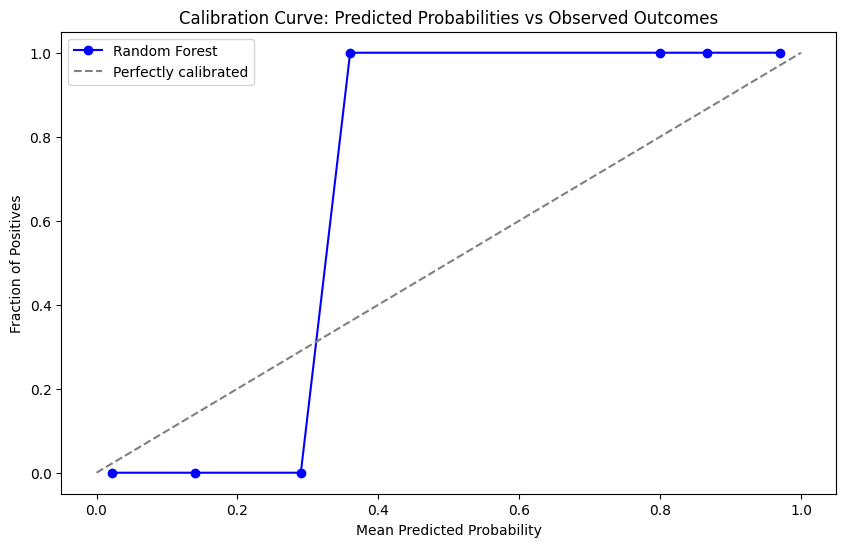 Calibration Curve: Predicted Probabilities vs Observed Outcomes
Random Forest
Perfectly calibrated
1.0
0.8
0.6
0.4
0.2
0.0
Fraction of Positives
0.0 0.2 0.4 0.6 0.8 1.0
Mean Predicted Probability